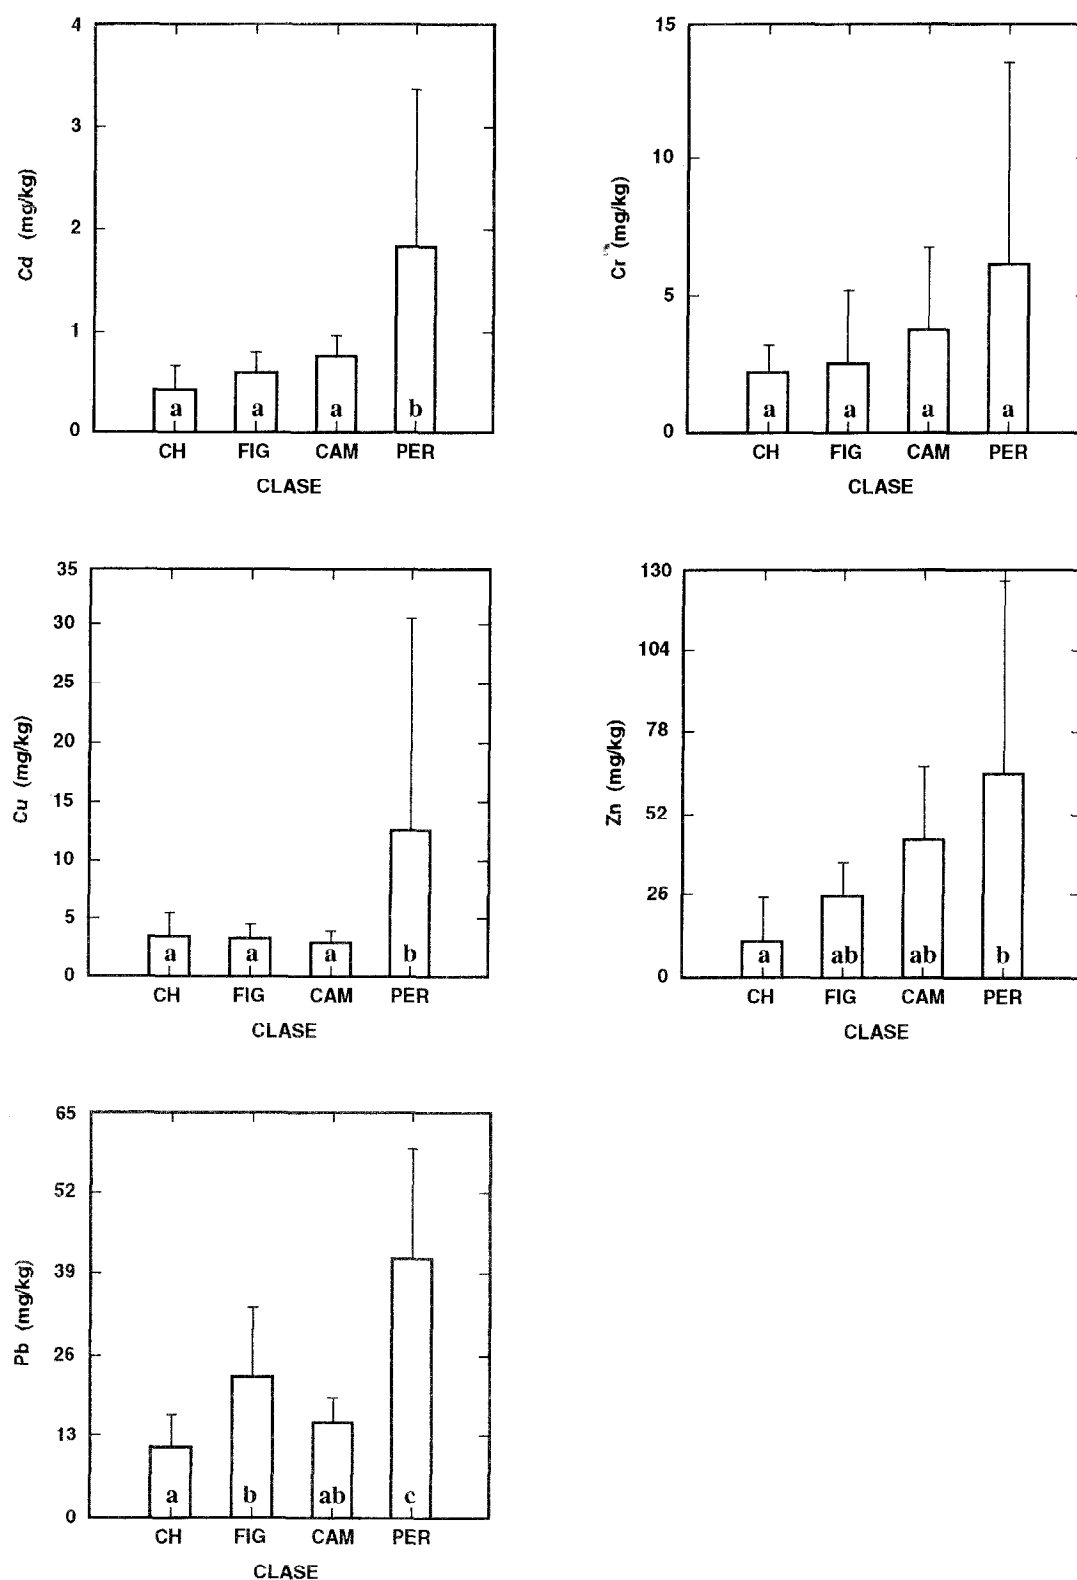 4
3
2
1
0
Cd (mg/kg)
a
a
a
b
CH FIG CAM PER
CLASE
15
10
5
0
Cr (mg/kg)
a
a
a
a
CH FIG CAM PER
CLASE
35
30
25
20
15
10
5
0
Cu (mg/kg)
a
a
a
b
CH FIG CAM PER
CLASE
130
104
78
52
26
0
Zn (mg/kg)
a
ab
ab
b
CH FIG CAM PER
CLASE
65
52
39
26
13
0
Pb (mg/kg)
a
b
ab
c
CH FIG CAM PER
CLASE